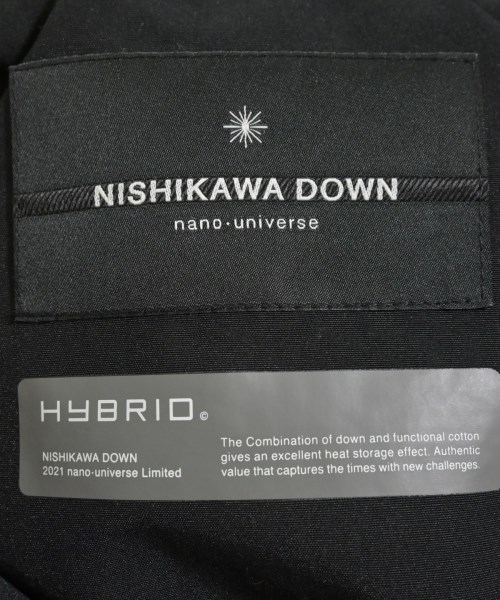 NISHIKAWA DOWN
nano·universe
HYBRID©
NISHIKAWA DOWN
2021 nano·universe Limited
The Combination of down and functional cotton
gives an excellent heat storage effect. Authentic
value that captures the times with new challenges.